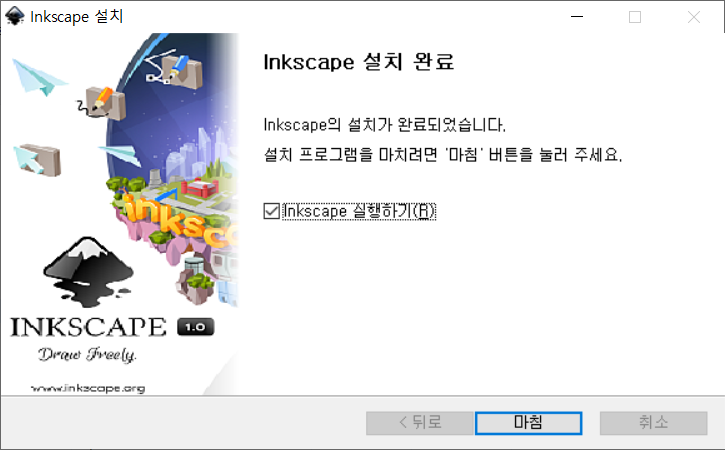 Inkscape 설치
Inkscape 설치 완료
Inkscape의 설치가 완료되었습니다.
설치 프로그램을 마치려면 '마침' 버튼을 눌러 주세요.
Inkscape 실행하기(R)
inksc
INKSCAPE 1.0
Draw Freely.
www.inkscape.org
< 뒤로
마침
취소